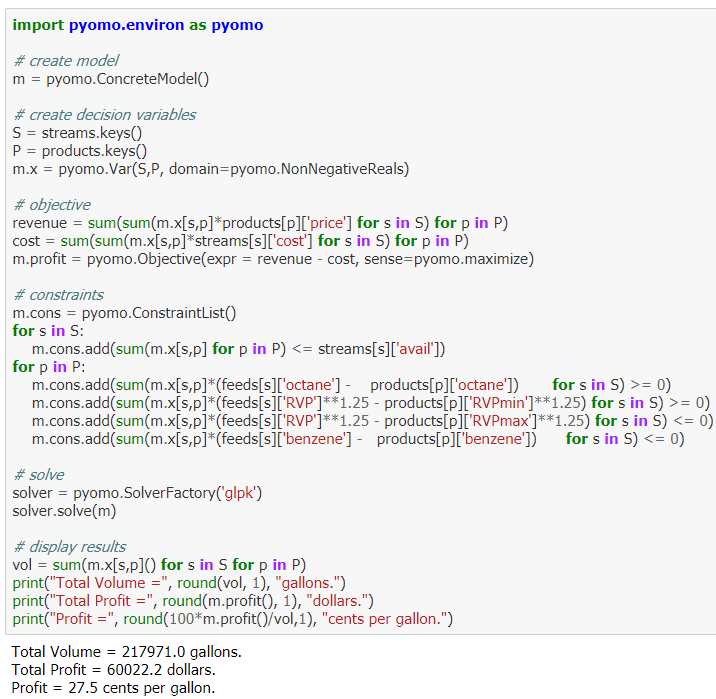 import pyomo.environ as pyomo
# create model
m = pyomo.ConcreteModel()
# create decision variables
S = streams.keys()
P = products.keys()
m.x = pyomo.Var(S,P, domain=pyomo.NonNegativeReals)
# objective
revenue = sum(sum(m.x[s,p]*products[p]['price'] for s in S) for p in P)
cost = sum(sum(m.x[s,p]*streams[s]['cost'] for s in S) for p in P)
m.profit = pyomo.Objective(expr = revenue - cost, sense=pyomo.maximize)
# constraints
m.cons = pyomo.ConstraintList()
for s in S:
    m.cons.add(sum(m.x[s,p] for p in P) <= streams[s]['avail'])
for p in P:
    m.cons.add(sum(m.x[s,p]*(feeds[s]['octane'] -    products[p]['octane'])       for s in S) >= 0)
    m.cons.add(sum(m.x[s,p]*(feeds[s]['RVP']**1.25 - products[p]['RVPmin']**1.25) for s in S) >= 0)
    m.cons.add(sum(m.x[s,p]*(feeds[s]['RVP']**1.25 - products[p]['RVPmax']**1.25) for s in S) <= 0)
    m.cons.add(sum(m.x[s,p]*(feeds[s]['benzene'] -   products[p]['benzene'])      for s in S) <= 0)
# solve
solver = pyomo.SolverFactory('glpk')
solver.solve(m)
# display results
vol = sum(m.x[s,p]() for s in S for p in P)
print("Total Volume =", round(vol, 1), "gallons.")
print("Total Profit =", round(m.profit(), 1), "dollars.")
print("Profit =", round(100*m.profit()/vol,1), "cents per gallon.")
Total Volume = 217971.0 gallons.
Total Profit = 60022.2 dollars.
Profit = 27.5 cents per gallon.